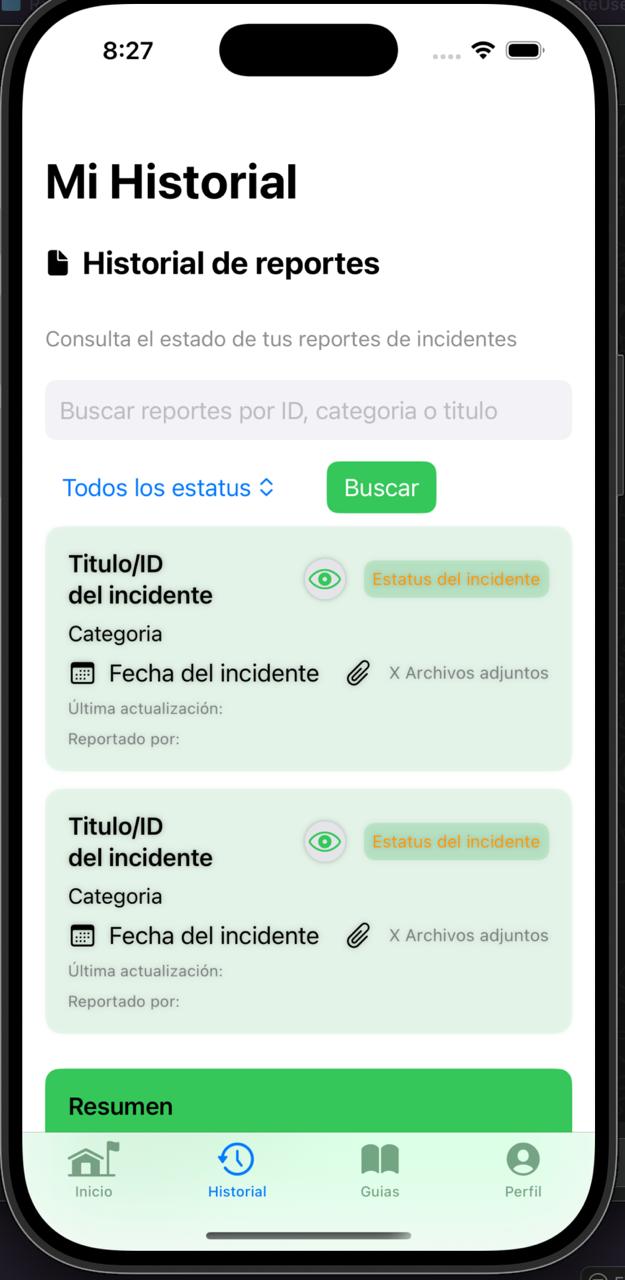 8:27
Mi Historial
Historial de reportes
Consulta el estado de tus reportes de incidentes
Buscar reportes por ID, categoria o titulo
Todos los estatus
Buscar
Titulo/ID
del incidente
Estatus del incidente
Categoria
Fecha del incidente
X Archivos adjuntos
Última actualización:
Reportado por:
Titulo/ID
del incidente
Estatus del incidente
Categoria
Fecha del incidente
X Archivos adjuntos
Última actualización:
Reportado por:
Resumen
Inicio
Historial
Guias
Perfil